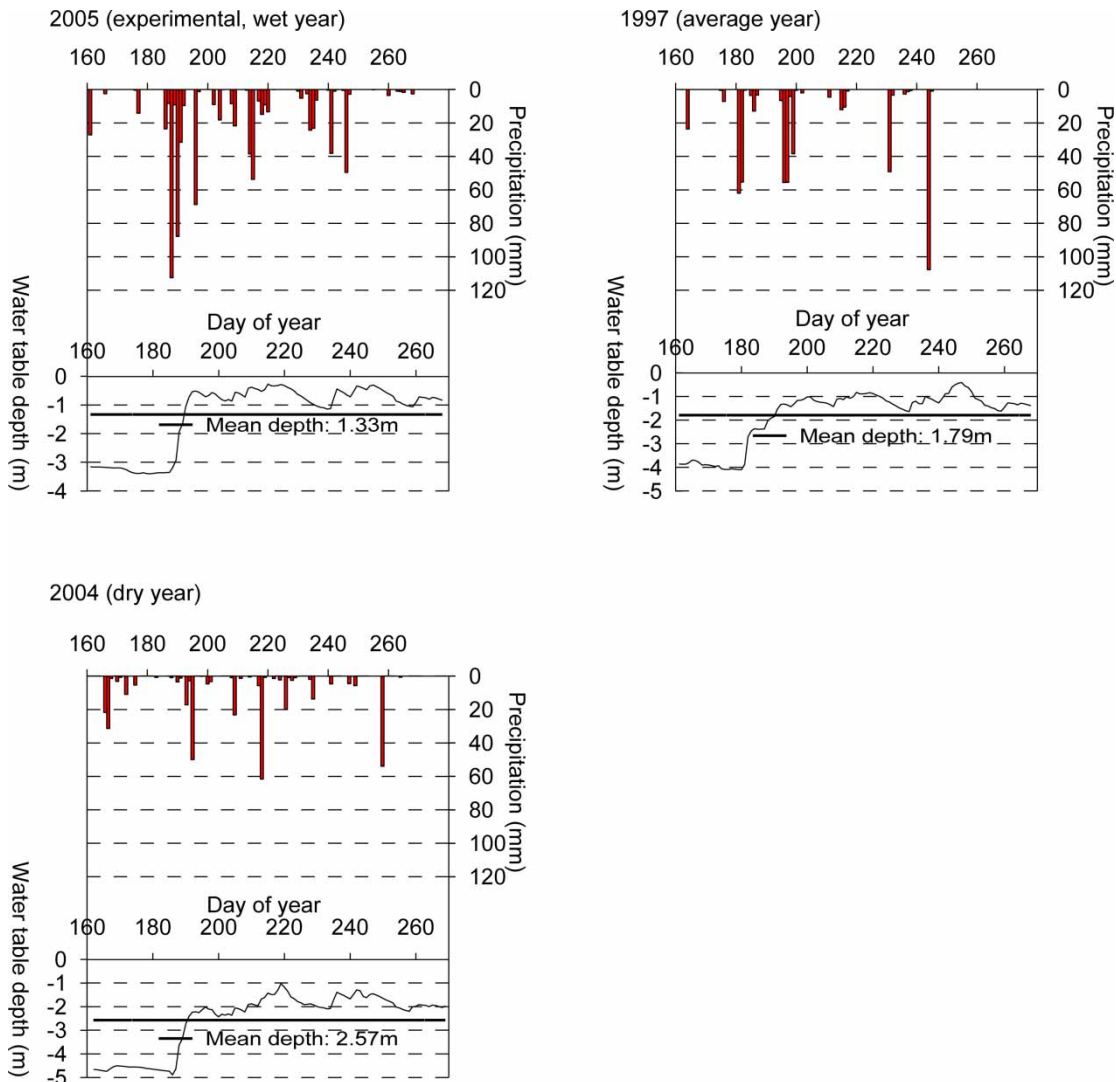 2005 (experimental, wet year)
160 180 200 220 240 260
0
20
40
60
80
100
120
Precipitation (mm)
Day of year
160 180 200 220 240 260
0
-1
-2
-3
-4
Water table depth (m)
Mean depth: 1.33m
1997 (average year)
160 180 200 220 240 260
0
20
40
60
80
100
120
Precipitation (mm)
Day of year
160 180 200 220 240 260
0
-1
-2
-3
-4
-5
Water table depth (m)
Mean depth: 1.79m
2004 (dry year)
160 180 200 220 240 260
0
20
40
60
80
100
120
Precipitation (mm)
Day of year
160 180 200 220 240 260
0
-1
-2
-3
-4
-5
Water table depth (m)
Mean depth: 2.57m